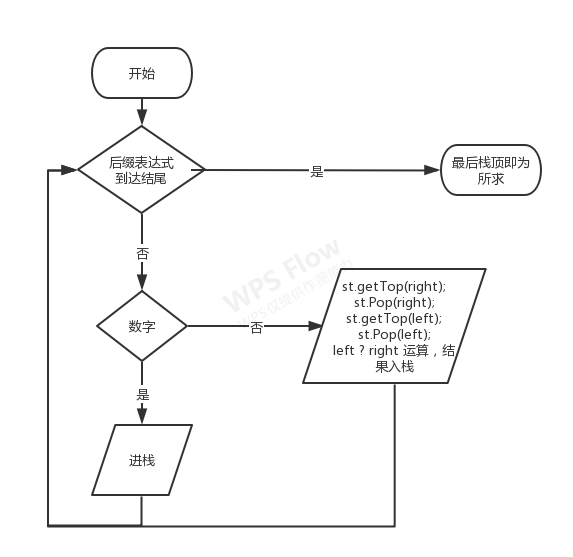 开始
后缀表达式
到达结尾
是
最后栈顶即为
所求
否
WPS Flow
数字
否
st.getTop(right);
st.Pop(right);
st.getTop(left);
st.Pop(left);
left ? right 运算，结
果入栈
是
进栈